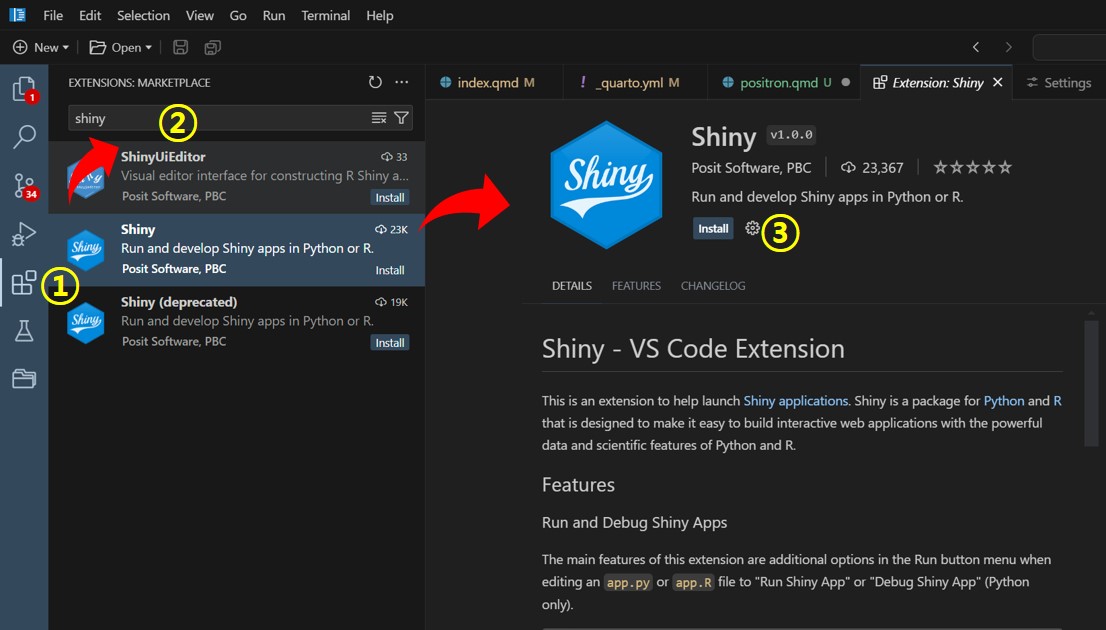 File Edit Selection View Go Run Terminal Help
New Open
EXTENSIONS: MARKETPLACE
index.qmd M
! _quarto.yml M
positron.qmd U
Extension: Shiny
Settings
1
34
shiny
②
①
ShinyUiEditor 33
Visual editor interface for constructing R Shiny a...
Posit Software, PBC Install
Shiny
Shiny 23K
Run and develop Shiny apps in Python or R.
Posit Software, PBC Install
Shiny
Shiny (deprecated) 19K
Run and develop Shiny apps in Python or R.
Posit Software, PBC Install
Shiny
Shiny v1.0.0
Posit Software, PBC 23,367
Run and develop Shiny apps in Python or R.
Install ③
DETAILS FEATURES CHANGELOG
Shiny - VS Code Extension
This is an extension to help launch Shiny applications. Shiny is a package for Python and R
that is designed to make it easy to build interactive web applications with the powerful
data and scientific features of Python and R.
Features
Run and Debug Shiny Apps
The main features of this extension are additional options in the Run button menu when
editing an app.py or app.R file to "Run Shiny App" or "Debug Shiny App" (Python
only).